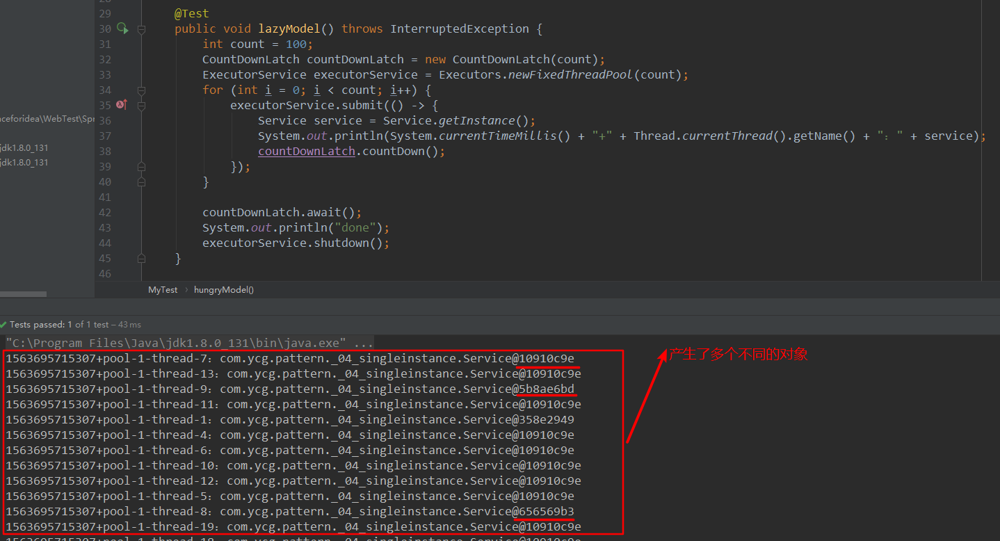 29 @Test
30 public void lazyModel() throws InterruptedException {
31 int count = 100;
32 CountDownLatch countDownLatch = new CountDownLatch(count);
33 ExecutorService executorService = Executors.newFixedThreadPool(count);
34 for (int i = 0; i < count; i++) {
35 executorService.submit(() -> {
36 Service service = Service.getInstance();
37 System.out.println(System.currentTimeMillis() + "+" + Thread.currentThread().getName() + "：" + service);
38 countDownLatch.countDown();
39 });
40 }
41
42 countDownLatch.await();
43 System.out.println("done");
44 executorService.shutdown();
45 }
46
aceforidea\WebTest\Spr
jdk1.8.0_131
jdk1.8.0_131
MyTest › hungryModel()
Tests passed: 1 of 1 test – 43 ms
"C:\Program Files\Java\jdk1.8.0_131\bin\java.exe" ...
1563695715307+pool-1-thread-7：com.ycg.pattern._04_singleinstance.Service@10910c9e
1563695715307+pool-1-thread-13：com.ycg.pattern._04_singleinstance.Service@10910c9e
1563695715307+pool-1-thread-9：com.ycg.pattern._04_singleinstance.Service@5b8ae6bd
1563695715307+pool-1-thread-11：com.ycg.pattern._04_singleinstance.Service@10910c9e
1563695715307+pool-1-thread-1：com.ycg.pattern._04_singleinstance.Service@358e2949
1563695715307+pool-1-thread-4：com.ycg.pattern._04_singleinstance.Service@10910c9e
1563695715307+pool-1-thread-6：com.ycg.pattern._04_singleinstance.Service@10910c9e
1563695715307+pool-1-thread-10：com.ycg.pattern._04_singleinstance.Service@10910c9e
1563695715307+pool-1-thread-12：com.ycg.pattern._04_singleinstance.Service@10910c9e
1563695715307+pool-1-thread-5：com.ycg.pattern._04_singleinstance.Service@10910c9e
1563695715307+pool-1-thread-8：com.ycg.pattern._04_singleinstance.Service@656569b3
1563695715307+pool-1-thread-19：com.ycg.pattern._04_singleinstance.Service@10910c9e
产生了多个不同的对象